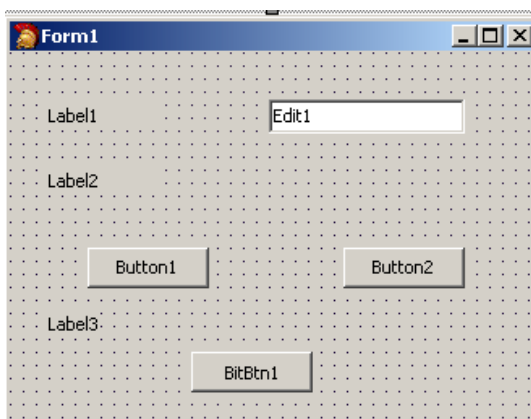 Form1
Label1 Edit1
Label2
Button1 Button2
Label3
BitBtn1